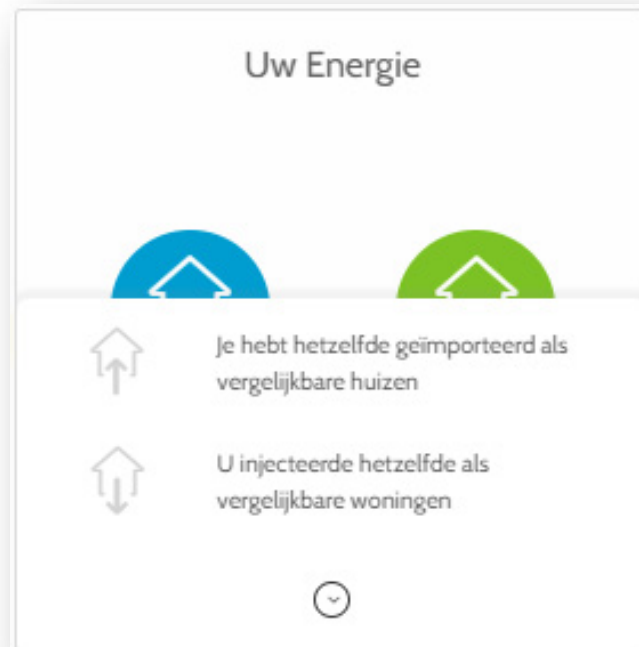 Uw Energie
Je hebt hetzelfde geïmporteerd als
vergelijkbare huizen
U injecteerde hetzelfde als
vergelijkbare woningen